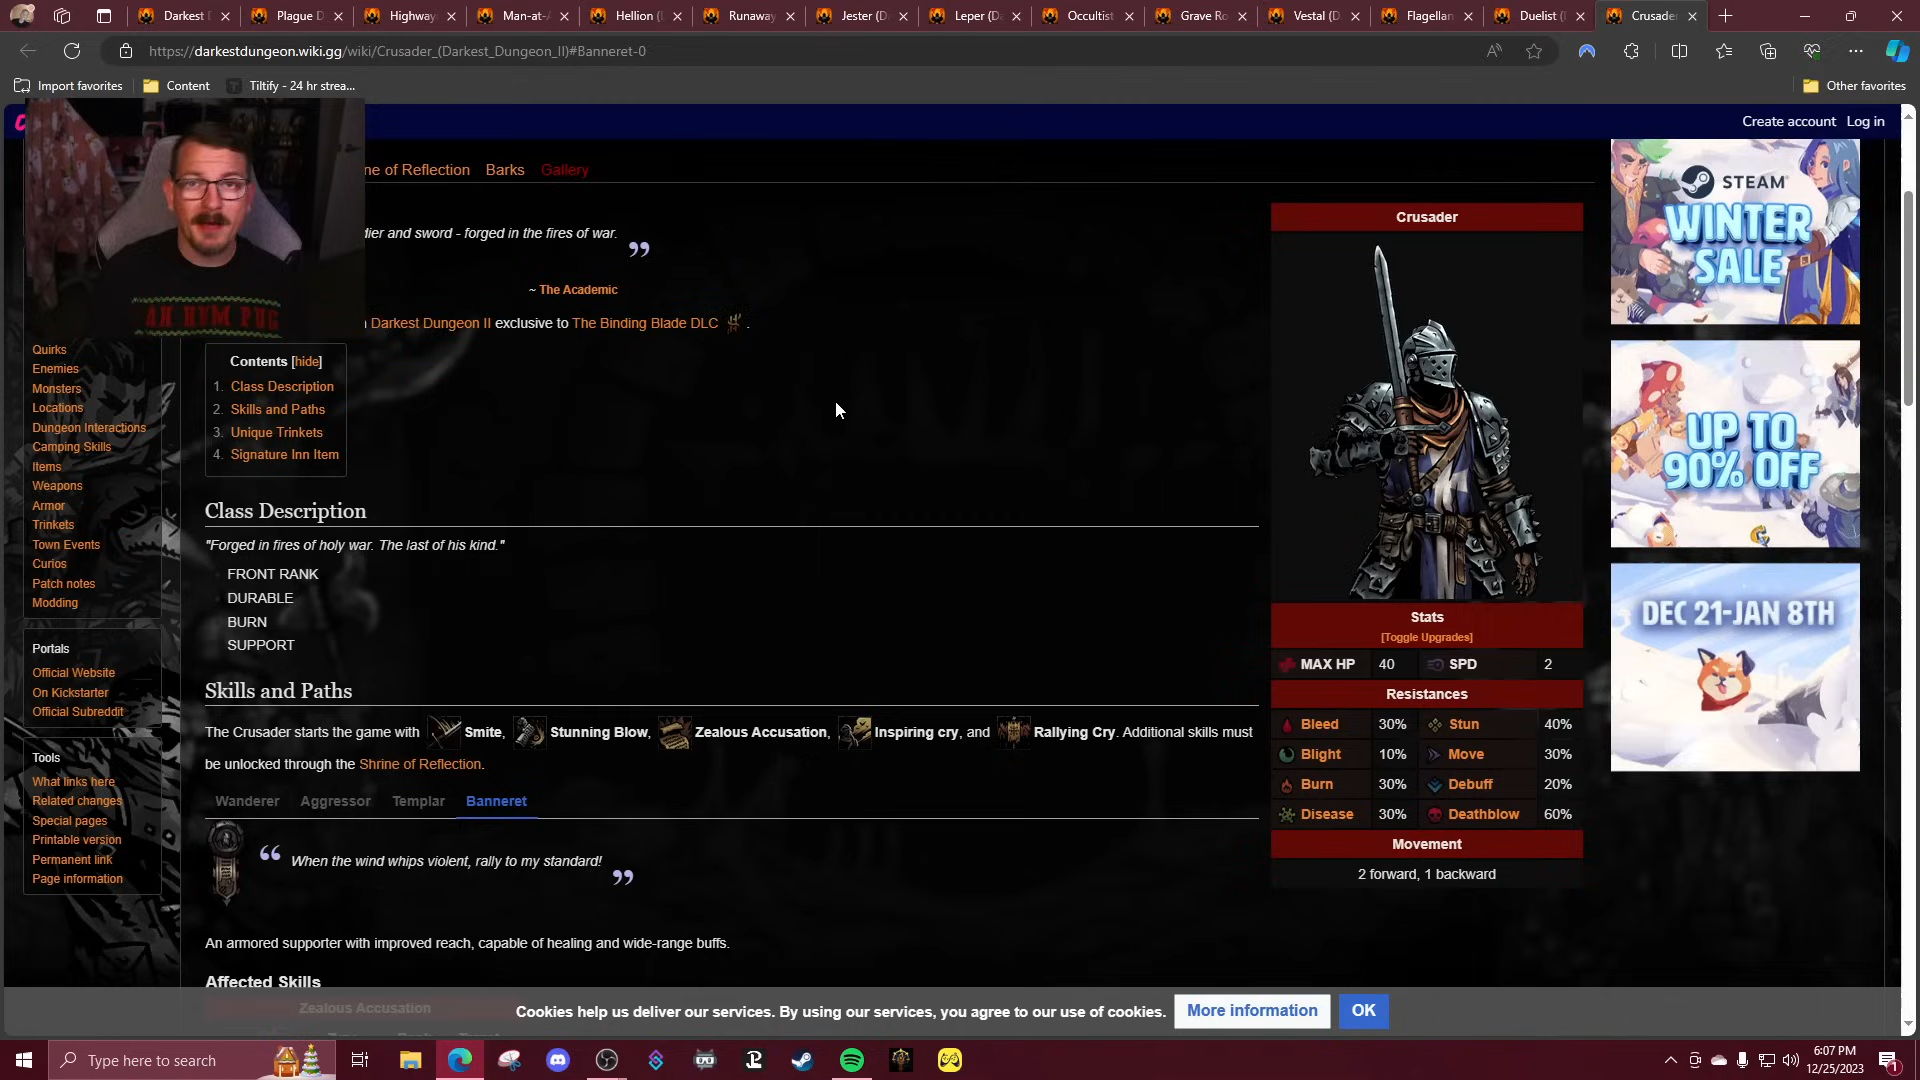 Darkest D
Plague D
Highway
Man-at-A
Hellion (
Runaway
Jester (D
Leper (Da
Occultist
Grave Ro
Vestal (D
Flagellan
Duelist (
Crusade
https://darkestdungeon.wiki.gg/wiki/Crusader_(Darkest_Dungeon_II)#Banneret-0
Import favorites
Content
Tiltify - 24 hr strea...
Other favorites
Create account Log in
ne of Reflection Barks Gallery
dier and sword - forged in the fires of war.
~ The Academic
Darkest Dungeon II exclusive to The Binding Blade DLC .
Quirks
Enemies
Monsters
Locations
Dungeon Interactions
Camping Skills
Items
Weapons
Armor
Trinkets
Town Events
Curios
Patch notes
Modding
Portals
Official Website
On Kickstarter
Official Subreddit
Tools
What links here
Related changes
Special pages
Printable version
Permanent link
Page information
Contents [hide]
1. Class Description
2. Skills and Paths
3. Unique Trinkets
4. Signature Inn Item
Class Description
"Forged in fires of holy war. The last of his kind."
FRONT RANK
DURABLE
BURN
SUPPORT
Skills and Paths
The Crusader starts the game with Smite, Stunning Blow, Zealous Accusation, Inspiring cry, and Rallying Cry. Additional skills must
be unlocked through the Shrine of Reflection.
Wanderer Aggressor Templar Banneret
“ When the wind whips violent, rally to my standard! ”
An armored supporter with improved reach, capable of healing and wide-range buffs.
Affected Skills
Zealous Accusation
Crusader
Stats
[Toggle Upgrades]
MAX HP 40 SPD 2
Resistances
Bleed 30% Stun 40%
Blight 10% Move 30%
Burn 30% Debuff 20%
Disease 30% Deathblow 60%
Movement
2 forward, 1 backward
STEAM
WINTER
SALE
UP TO
90% OFF
DEC 21-JAN 8TH
Cookies help us deliver our services. By using our services, you agree to our use of cookies. More information OK
Type here to search
6:07 PM
12/25/2023
1